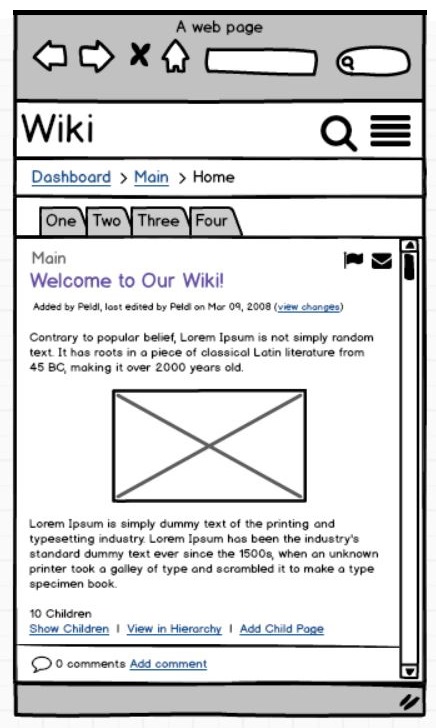 A web page
Wiki
Dashboard > Main > Home
One Two Three Four
Main
Welcome to Our Wiki!
Added by Peldi, last edited by Peldi on Mar 09, 2008 (view changes)
Contrary to popular belief, Lorem Ipsum is not simply random
text. It has roots in a piece of classical Latin literature from
45 BC, making it over 2000 years old.
Lorem Ipsum is simply dummy text of the printing and
typesetting industry. Lorem Ipsum has been the industry's
standard dummy text ever since the 1500s, when an unknown
printer took a galley of type and scrambled it to make a type
specimen book.
10 Children
Show Children | View in Hierarchy | Add Child Page
0 comments Add comment